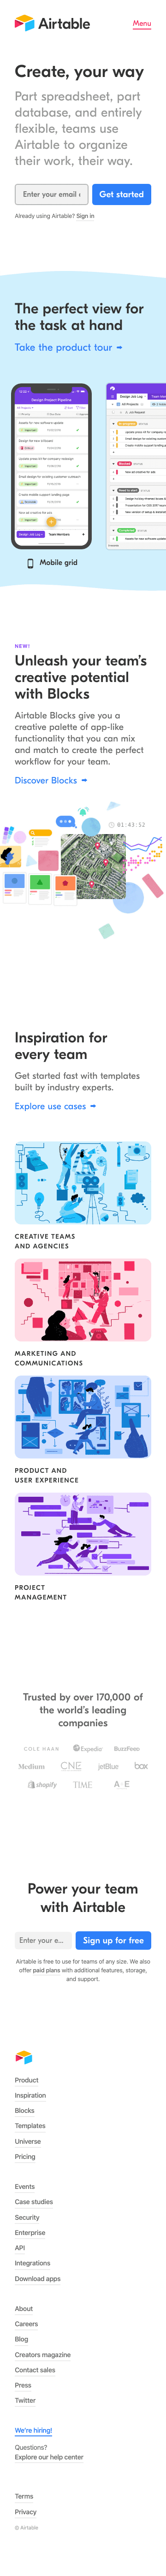 Airtable
Menu
Create, your way
Part spreadsheet, part
database, and entirely
flexible, teams use
Airtable to organize
their work, their way.
Enter your email
Get started
Already using Airtable? Sign in
The perfect view for
the task at hand
Take the product tour ➡
Design Project Pipeline
Mobile grid
NEW!
Unleash your team’s
creative potential
with Blocks
Airtable Blocks give you a
creative palette of app-like
functionality that you can mix
and match to create the perfect
workflow for your team.
Discover Blocks ➡
01:43:52
Inspiration for
every team
Get started fast with templates
built by industry experts.
Explore use cases ➡
CREATIVE TEAMS
AND AGENCIES
MARKETING AND
COMMUNICATIONS
PRODUCT AND
USER EXPERIENCE
PROJECT
MANAGEMENT
Trusted by over 170,000 of
the world’s leading
companies
COLE HAAN Expedia BuzzFeed
Medium CNE jetBlue box
shopify TIME A&E
Power your team
with Airtable
Enter your e...
Sign up for free
Airtable is free to use for teams of any size. We also
offer paid plans with additional features, storage,
and support.
Product
Inspiration
Blocks
Templates
Universe
Pricing
Events
Case studies
Security
Enterprise
API
Integrations
Download apps
About
Careers
Blog
Creators magazine
Contact sales
Press
Twitter
We're hiring!
Questions?
Explore our help center
Terms
Privacy
© Airtable